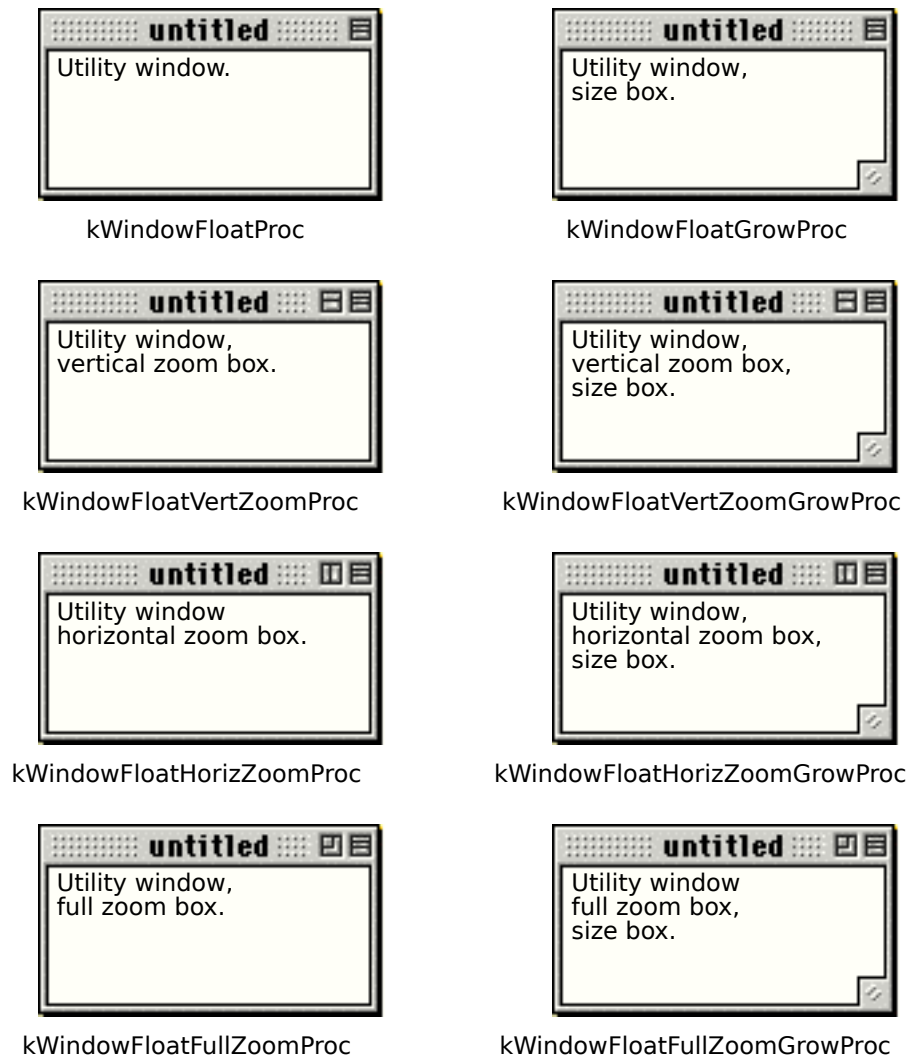 untitled
Utility window.
kWindowFloatProc
untitled
Utility window,
size box.
kWindowFloatGrowProc
untitled
Utility window,
vertical zoom box.
kWindowFloatVertZoomProc
untitled
Utility window,
vertical zoom box,
size box.
kWindowFloatVertZoomGrowProc
untitled
Utility window
horizontal zoom box.
kWindowFloatHorizZoomProc
untitled
Utility window,
horizontal zoom box,
size box.
kWindowFloatHorizZoomGrowProc
untitled
Utility window,
full zoom box.
kWindowFloatFullZoomProc
untitled
Utility window
full zoom box,
size box.
kWindowFloatFullZoomGrowProc